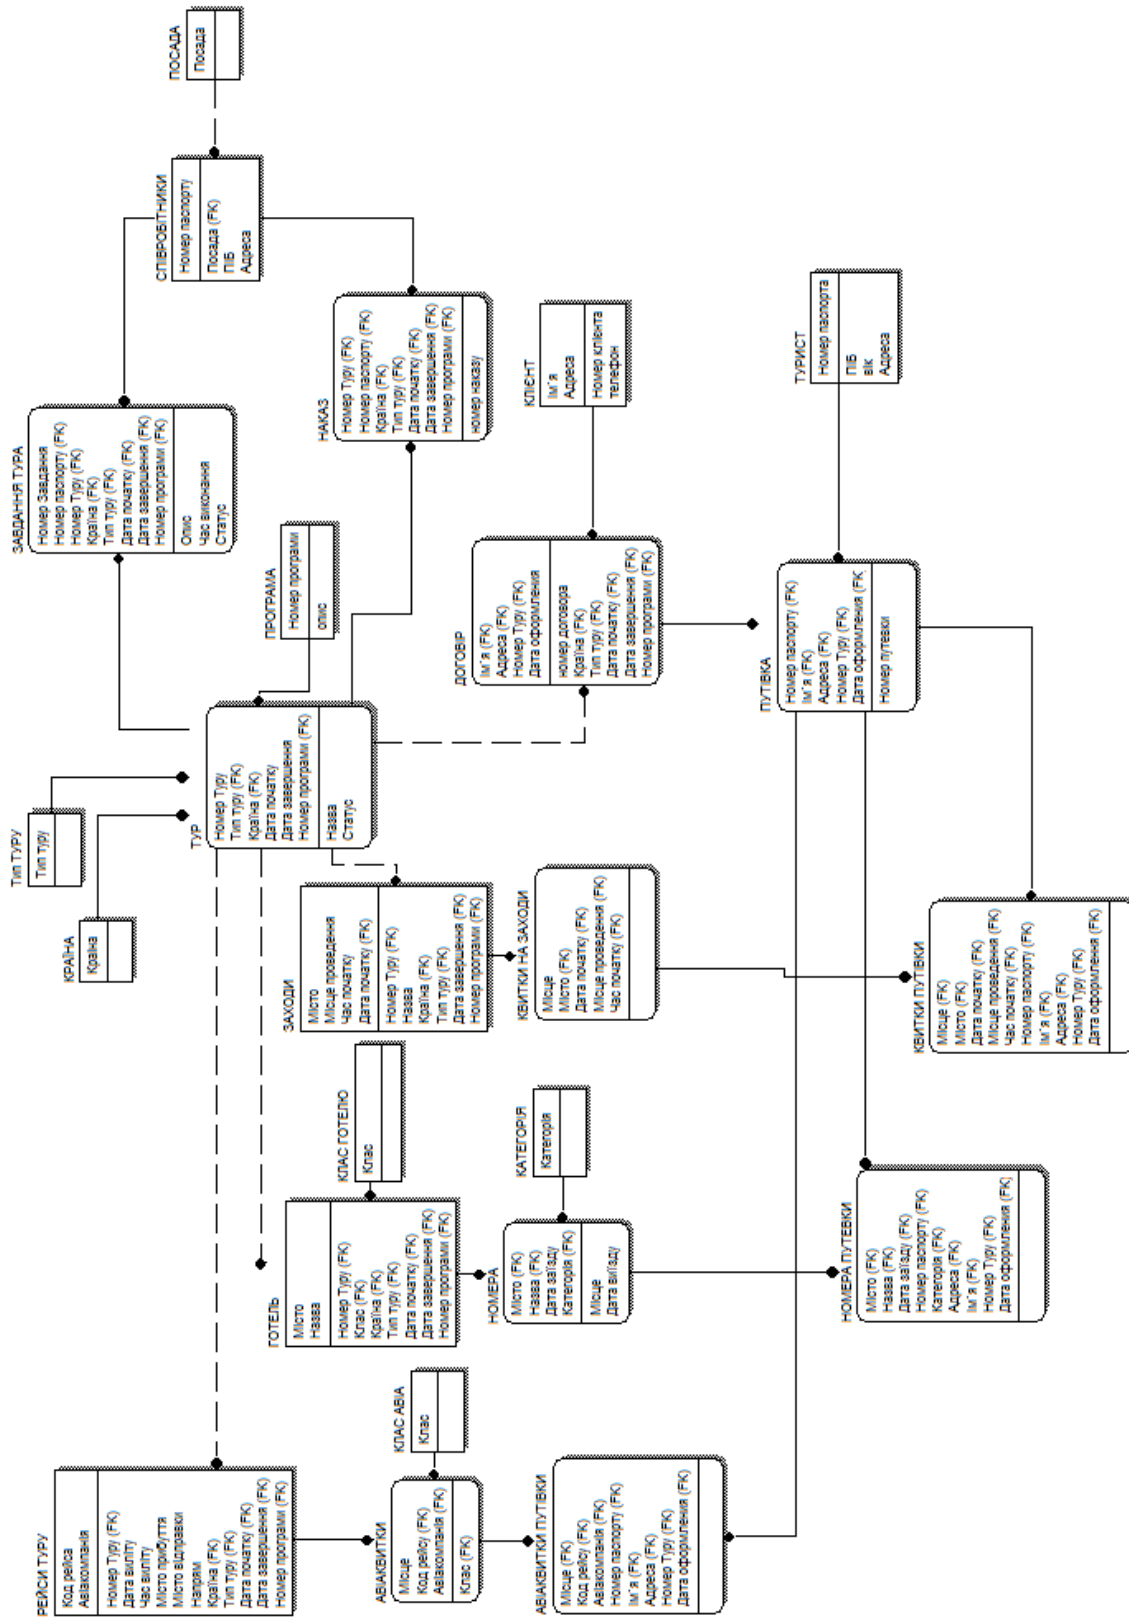 РЕЙСИ ТУРУ
Код рейса
Авіакомпанія
Номер Туру (FK)
Дата виліту
Час виліту
Місто прибуття
Місто відправки
Напрям
Країна (FK)
Тип туру (FK)
Дата початку (FK)
Дата завершення (FK)
Номер програми (FK)
АВІАКВИТКИ
Місце
Код рейсу (FK)
Авіакомпанія (FK)
Клас (FK)
КЛАС АВІА
Клас
АВІАКВИТКИ ПУТІВКИ
Місце (FK)
Код рейсу (FK)
Авіакомпанія (FK)
Номер паспорту (FK)
Ім`я (FK)
Адреса (FK)
Номер Туру (FK)
Дата оформления (FK)
ГОТЕЛЬ
Місто
Назва
Номер Туру (FK)
Клас (FK)
Країна (FK)
Тип туру (FK)
Дата початку (FK)
Дата завершення (FK)
Номер програми (FK)
КЛАС ГОТЕЛЮ
Клас
НОМЕРА
Місто (FK)
Назва (FK)
Дата заїзду
Категорія (FK)
Місце
Дата виїзду
КАТЕГОРІЯ
Категорія
НОМЕРА ПУТЕВКИ
Місто (FK)
Назва (FK)
Дата заїзду (FK)
Номер паспорту (FK)
Категорія (FK)
Адреса (FK)
Ім`я (FK)
Номер Туру (FK)
Дата оформления (FK)
ЗАХОДИ
Місто
Місце проведення
Час початку
Дата початку (FK)
Номер Туру (FK)
Назва
Країна (FK)
Тип туру (FK)
Дата завершення (FK)
Номер програми (FK)
КВИТКИ НА ЗАХОДИ
Місце
Місто (FK)
Дата початку (FK)
Місце проведення (FK)
Час початку (FK)
КВИТКИ ПУТІВКИ
Місце (FK)
Місто (FK)
Дата початку (FK)
Місце проведення (FK)
Час початку (FK)
Номер паспорту (FK)
Ім`я (FK)
Адреса (FK)
Номер Туру (FK)
Дата оформления (FK)
КРАЇНА
Країна
Тип ТУРУ
Тип туру
ТУР
Номер Туру
Тип туру (FK)
Країна (FK)
Дата початку
Дата завершення
Номер програми (FK)
Назва
Статус
ПРОГРАМА
Номер програми
опис
ЗАВДАННЯ ТУРА
Номер Завдання
Номер паспорту (FK)
Номер Туру (FK)
Країна (FK)
Тип туру (FK)
Дата початку (FK)
Дата завершення (FK)
Номер програми (FK)
Опис
Час виконання
Статус
СПІВРОБІТНИКИ
Номер паспорту
Посада (FK)
ПІБ
Адреса
ПОСАДА
Посада
НАКАЗ
Номер Туру (FK)
Номер паспорту (FK)
Країна (FK)
Тип туру (FK)
Дата початку (FK)
Дата завершення (FK)
Номер програми (FK)
номер наказу
ДОГОВІР
Ім`я (FK)
Адреса (FK)
Номер Туру (FK)
Дата оформления
номер договора
Країна (FK)
Тип туру (FK)
Дата початку (FK)
Дата завершення (FK)
Номер програми (FK)
КЛІЄНТ
Ім`я
Адреса
Номер клієнта
телефон
ПУТІВКА
Номер паспорту (FK)
Ім`я (FK)
Адреса (FK)
Номер Туру (FK)
Дата оформления (FK)
Номер путевки
ТУРИСТ
Номер паспорта
ПІБ
вік
Адреса